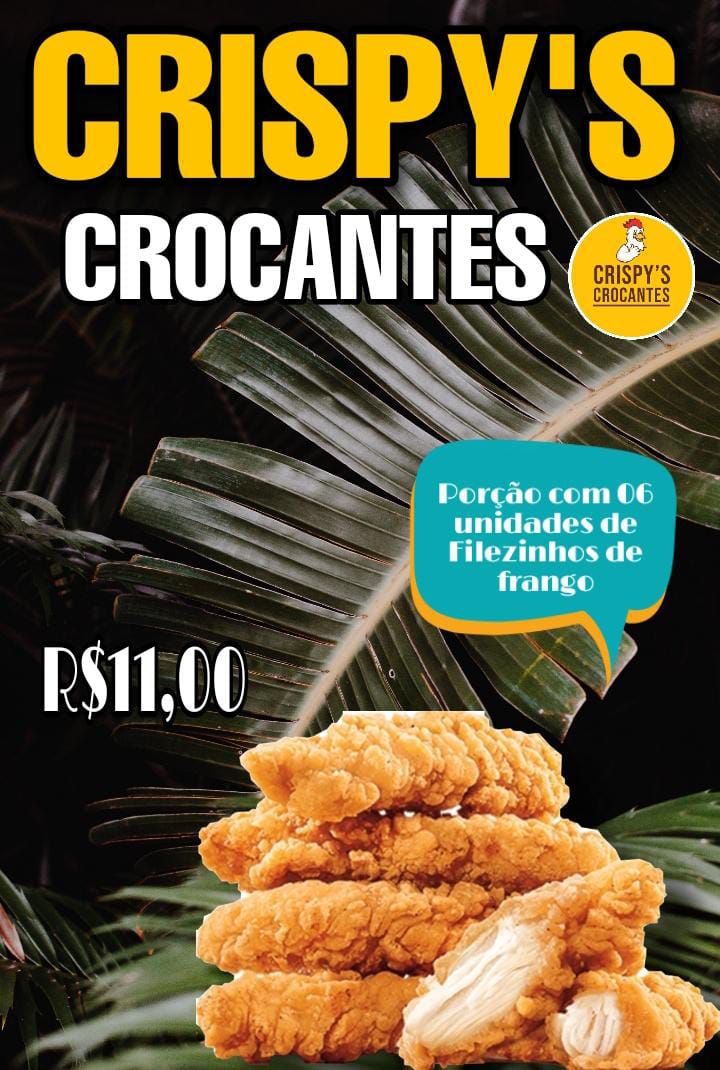 CRISPY'S
CROCANTES
CRISPY'S
CROCANTES
Porção com 06
unidades de
Filezinhos de
frango
R$11,00